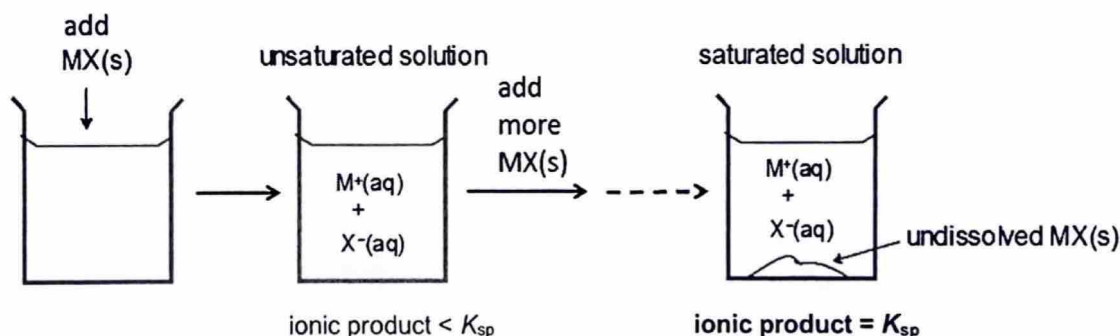 add
MX(s)
unsaturated solution
add
more
MX(s)
saturated solution
M⁺(aq)
+
X⁻(aq)
M⁺(aq)
+
X⁻(aq)
undissolved MX(s)
ionic product < Ksp
ionic product = Ksp